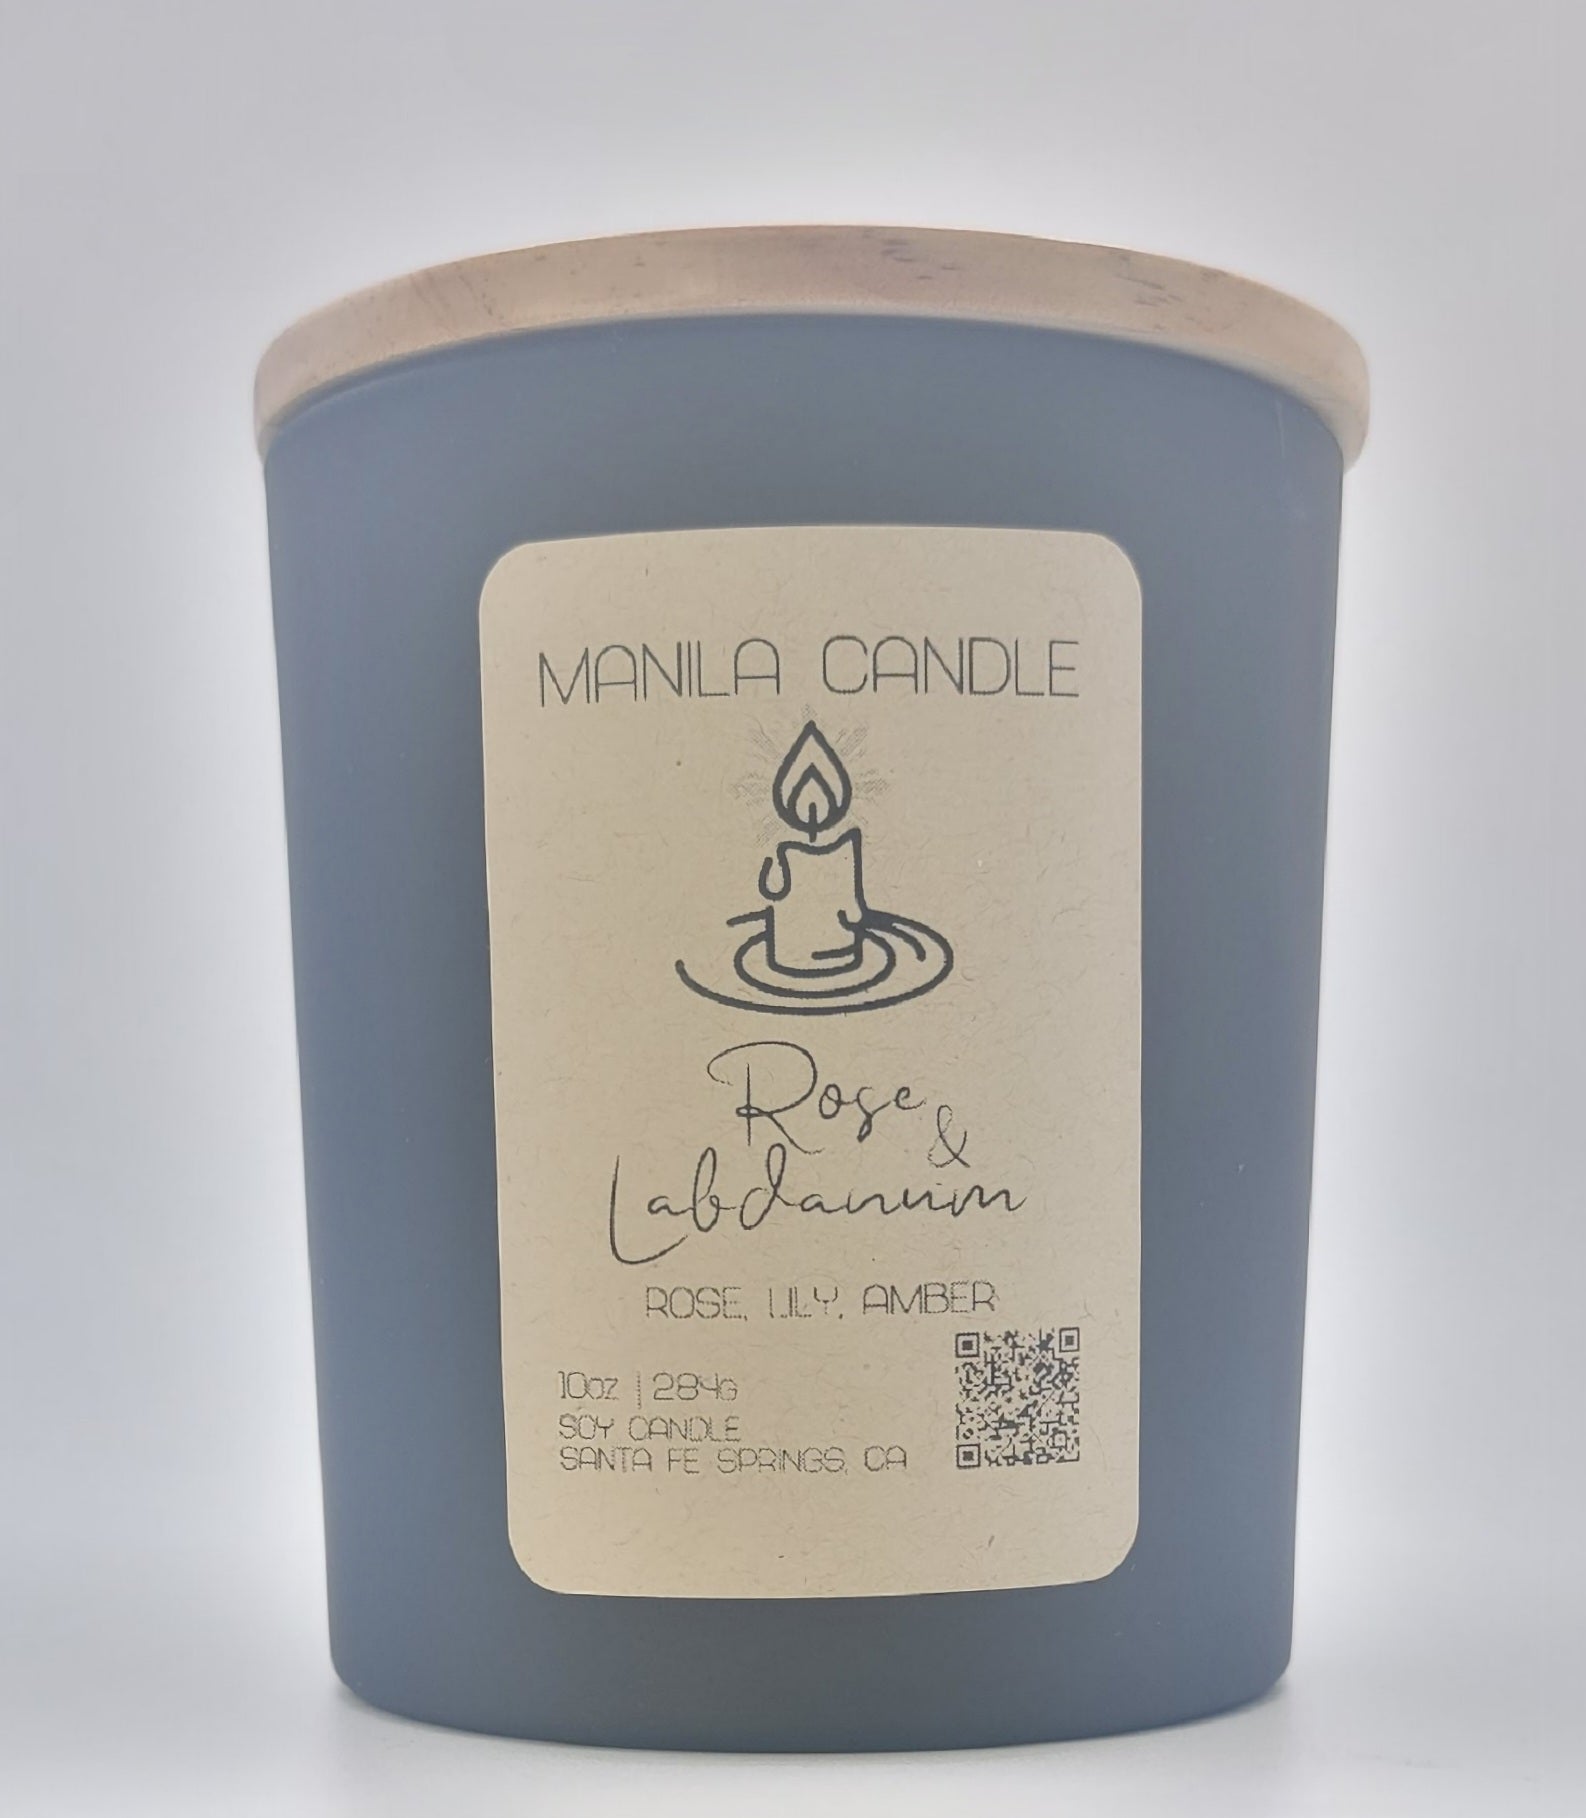 MANILA CANDLE
Rose &
Labdanum
ROSE, LILY, AMBER
10oz | 284g
SOY CANDLE
SANTA FE SPRINGS, CA